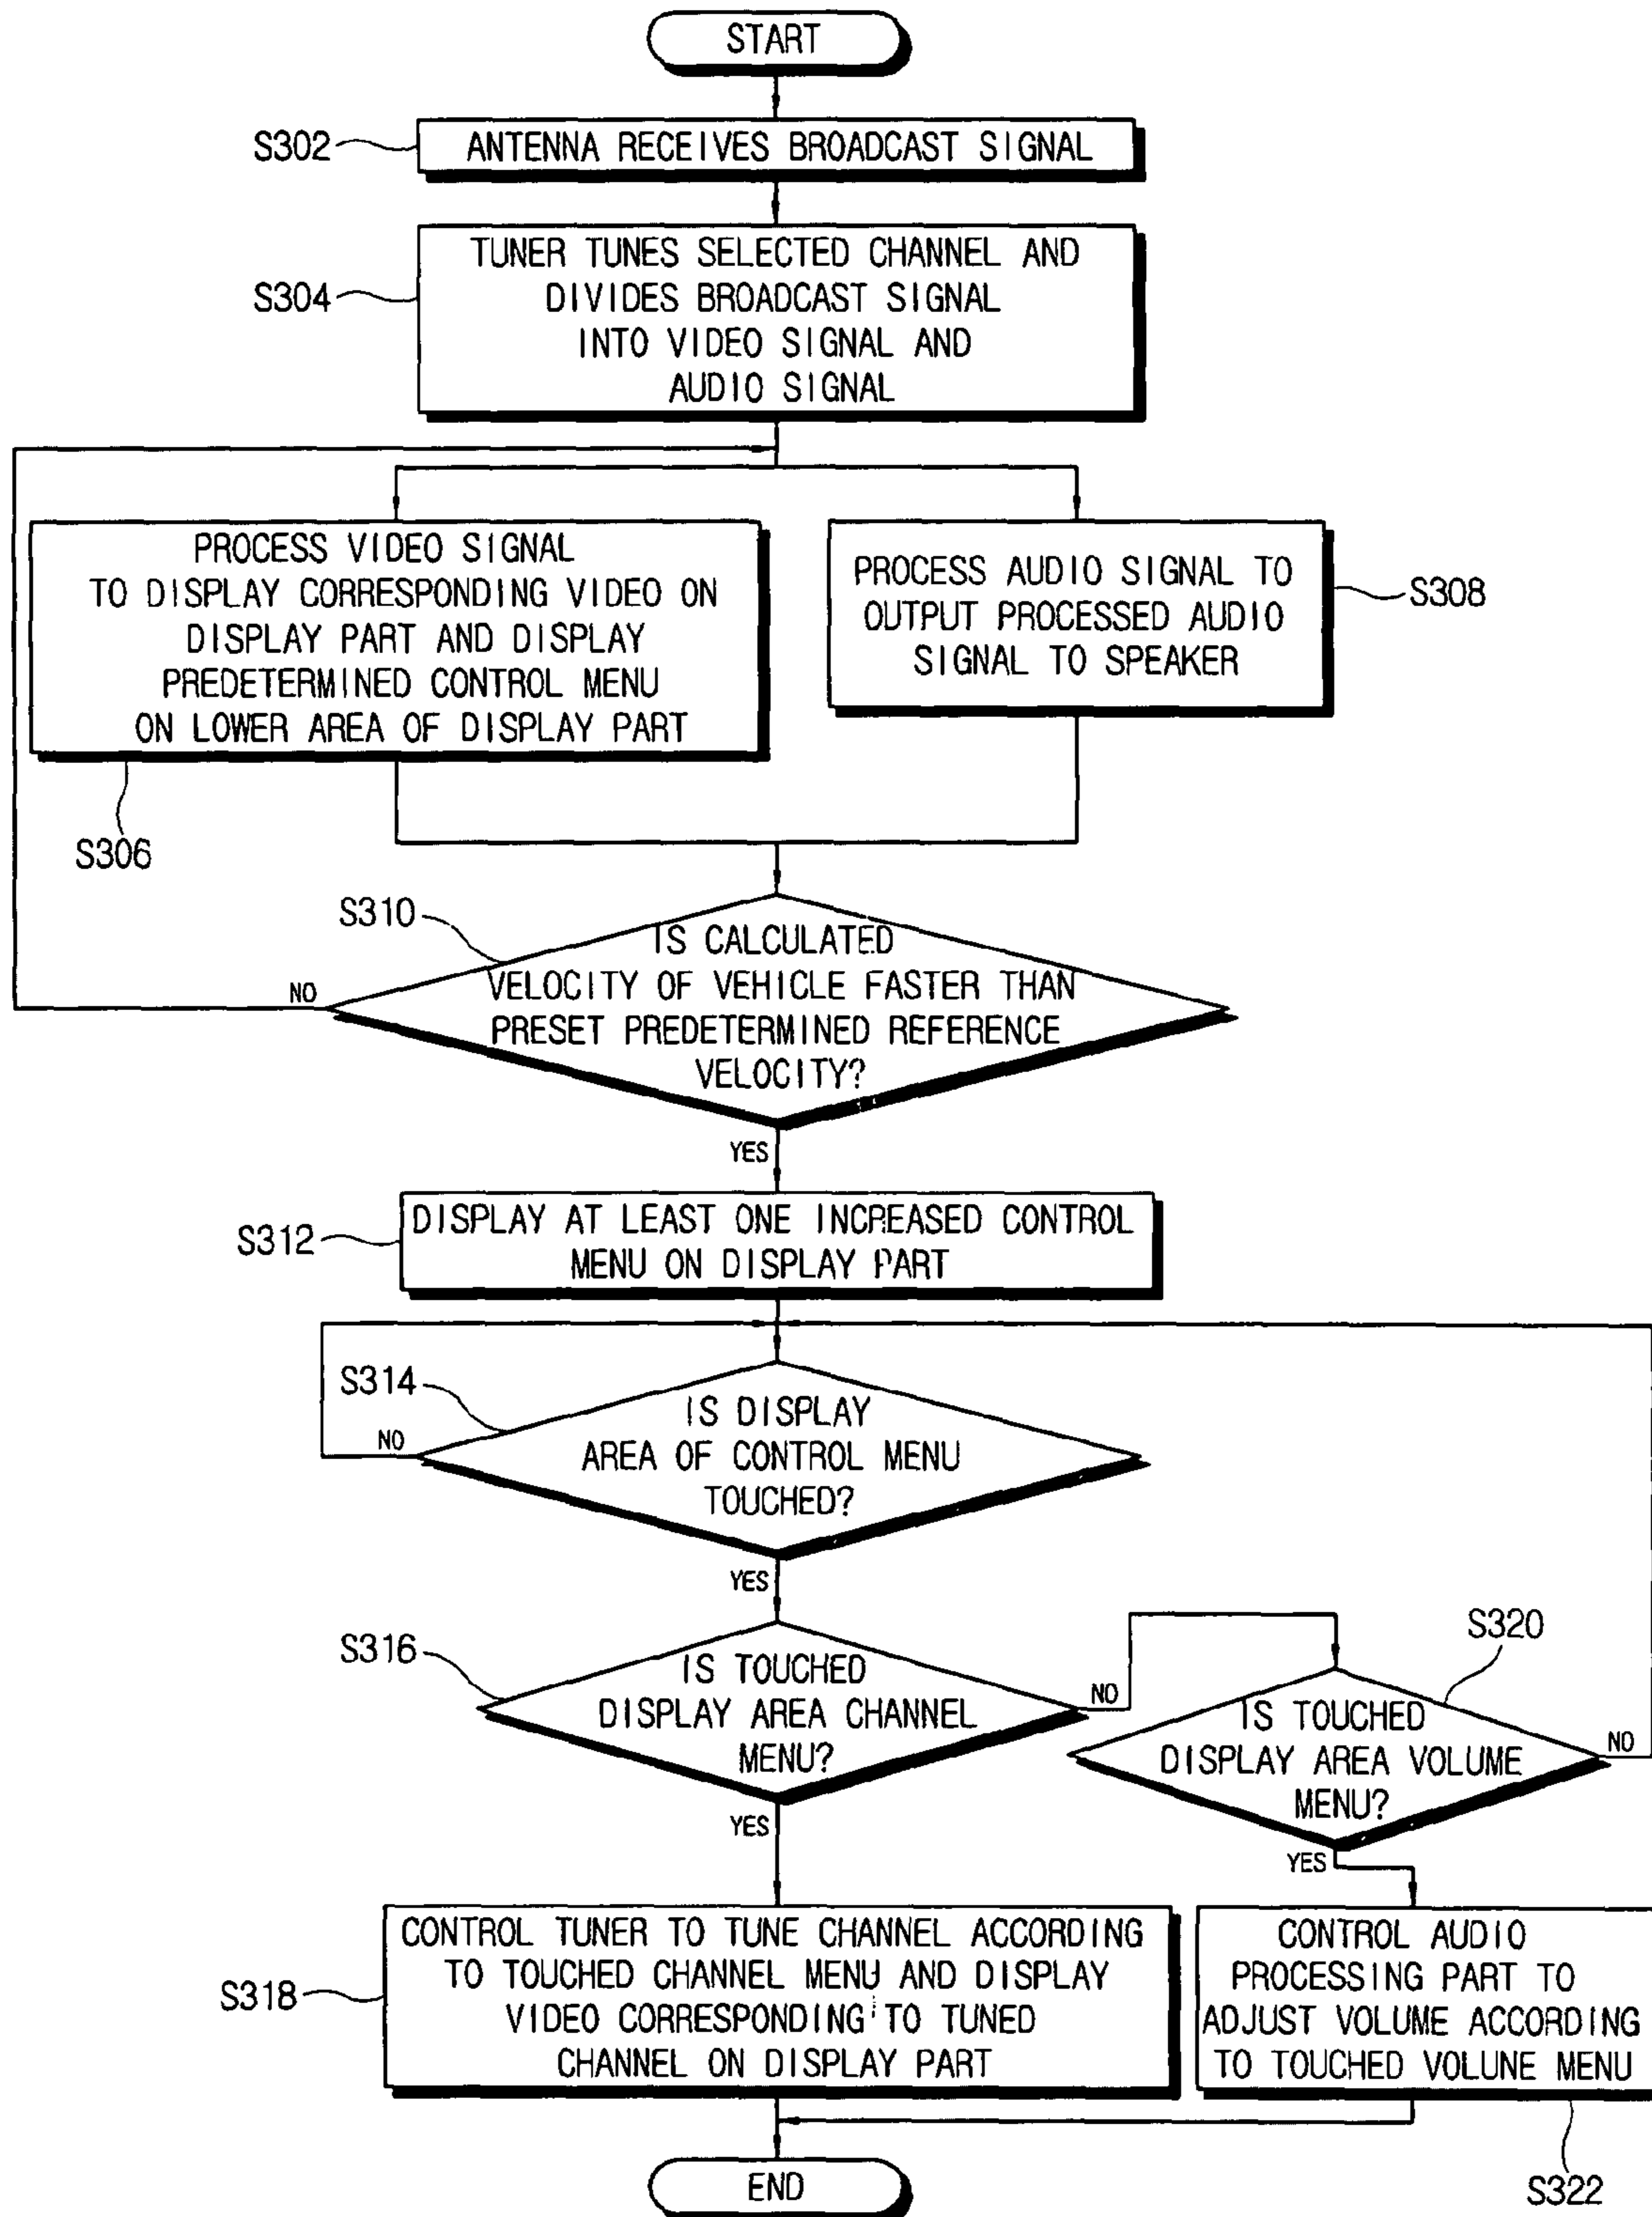 START
S302
ANTENNA RECEIVES BROADCAST SIGNAL
S304
TUNER TUNES SELECTED CHANNEL AND
DIVIDES BROADCAST SIGNAL
INTO VIDEO SIGNAL AND
AUDIO SIGNAL
PROCESS VIDEO SIGNAL
TO DISPLAY CORRESPONDING VIDEO ON
DISPLAY PART AND DISPLAY
PREDETERMINED CONTROL MENU
ON LOWER AREA OF DISPLAY PART
S306
PROCESS AUDIO SIGNAL TO
OUTPUT PROCESSED AUDIO
SIGNAL TO SPEAKER
S308
S310
IS CALCULATED
VELOCITY OF VEHICLE FASTER THAN
PRESET PREDETERMINED REFERENCE
VELOCITY?
NO
YES
S312
DISPLAY AT LEAST ONE INCREASED CONTROL
MENU ON DISPLAY PART
S314
IS DISPLAY
AREA OF CONTROL MENU
TOUCHED?
NO
YES
S316
IS TOUCHED
DISPLAY AREA CHANNEL
MENU?
NO
YES
S320
IS TOUCHED
DISPLAY AREA VOLUME
MENU?
NO
YES
S318
CONTROL TUNER TO TUNE CHANNEL ACCORDING
TO TOUCHED CHANNEL MENU AND DISPLAY
VIDEO CORRESPONDING TO TUNED
CHANNEL ON DISPLAY PART
CONTROL AUDIO
PROCESSING PART TO
ADJUST VOLUME ACCORDING
TO TOUCHED VOLUNE MENU
S322
END